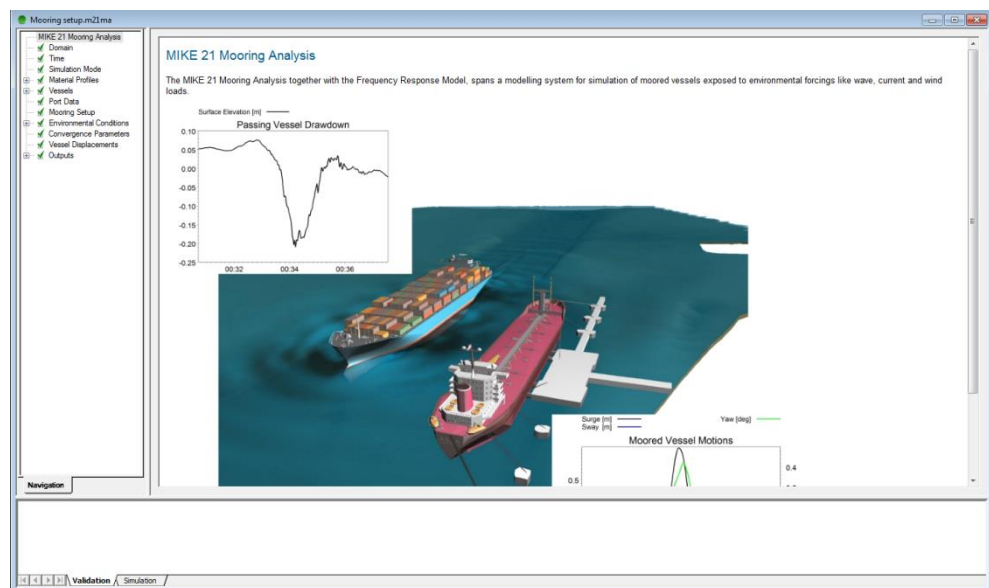 Mooring setup.m21ma
MIKE 21 Mooring Analysis
Domain
Time
Simulation Mode
Material Profiles
Vessels
Port Data
Mooring Setup
Environmental Conditions
Convergence Parameters
Vessel Displacements
Outputs
Navigation
MIKE 21 Mooring Analysis
The MIKE 21 Mooring Analysis together with the Frequency Response Model, spans a modelling system for simulation of moored vessels exposed to environmental forcings like wave, current and wind
loads.
Surface Elevation [m]
Passing Vessel Drawdown
0.10
0.05
0.00
-0.05
-0.10
-0.15
-0.20
-0.25
00:32 00:34 00:36
Surge [m] Yaw [deg]
Sway [m]
Moored Vessel Motions
0.4
0.5
Validation Simulation